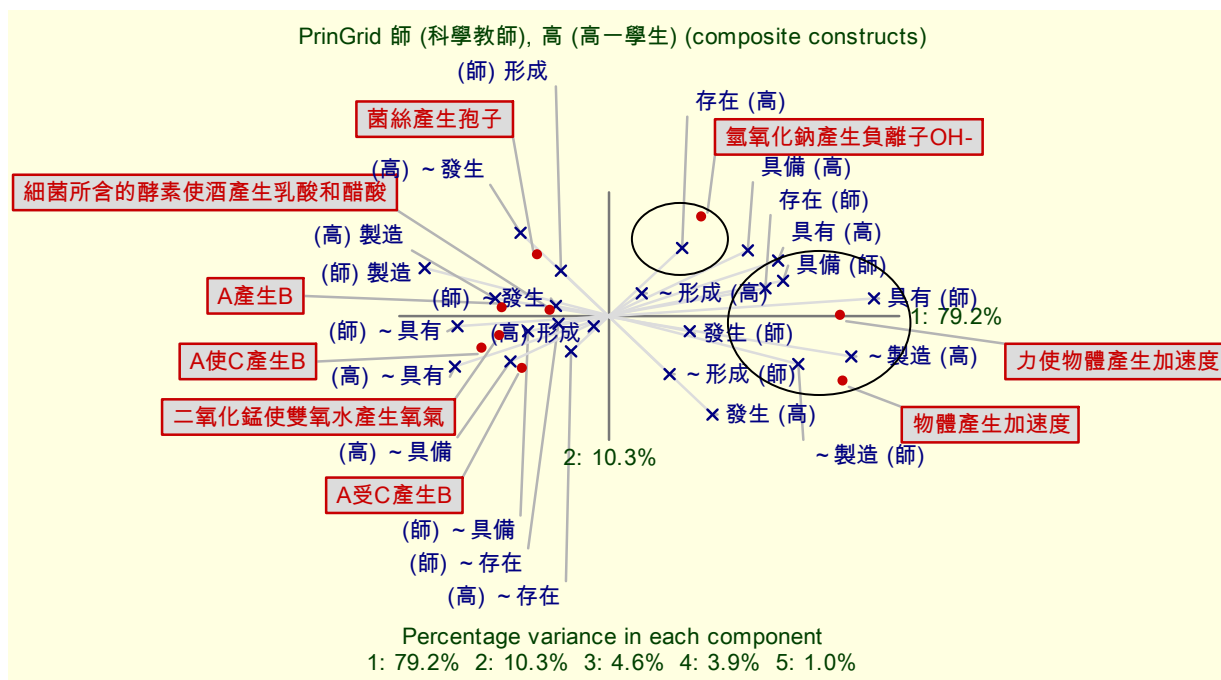 PrinGrid 師 (科學教師), 高 (高一學生) (composite constructs)
(師) 形成
存在 (高)
菌絲產生孢子
氫氧化鈉產生負離子OH-
(高) ~ 發生
具備 (高)
細菌所含的酵素使酒產生乳酸和醋酸
存在 (師)
(高) 製造
具有 (高)
(師) 製造
具備 (師)
A產生B
(師) ~ 發生
~ 形成 (高)
具有 (師)
1: 79.2%
(師) ~ 具有
(高) 形成
發生 (師)
A使C產生B
~ 製造 (高)
力使物體產生加速度
(高) ~ 具有
~ 形成 (師)
二氧化錳使雙氧水產生氧氣
發生 (高)
物體產生加速度
(高) ~ 具備
2: 10.3%
~ 製造 (師)
A受C產生B
(師) ~ 具備
(師) ~ 存在
(高) ~ 存在
Percentage variance in each component
1: 79.2% 2: 10.3% 3: 4.6% 4: 3.9% 5: 1.0%